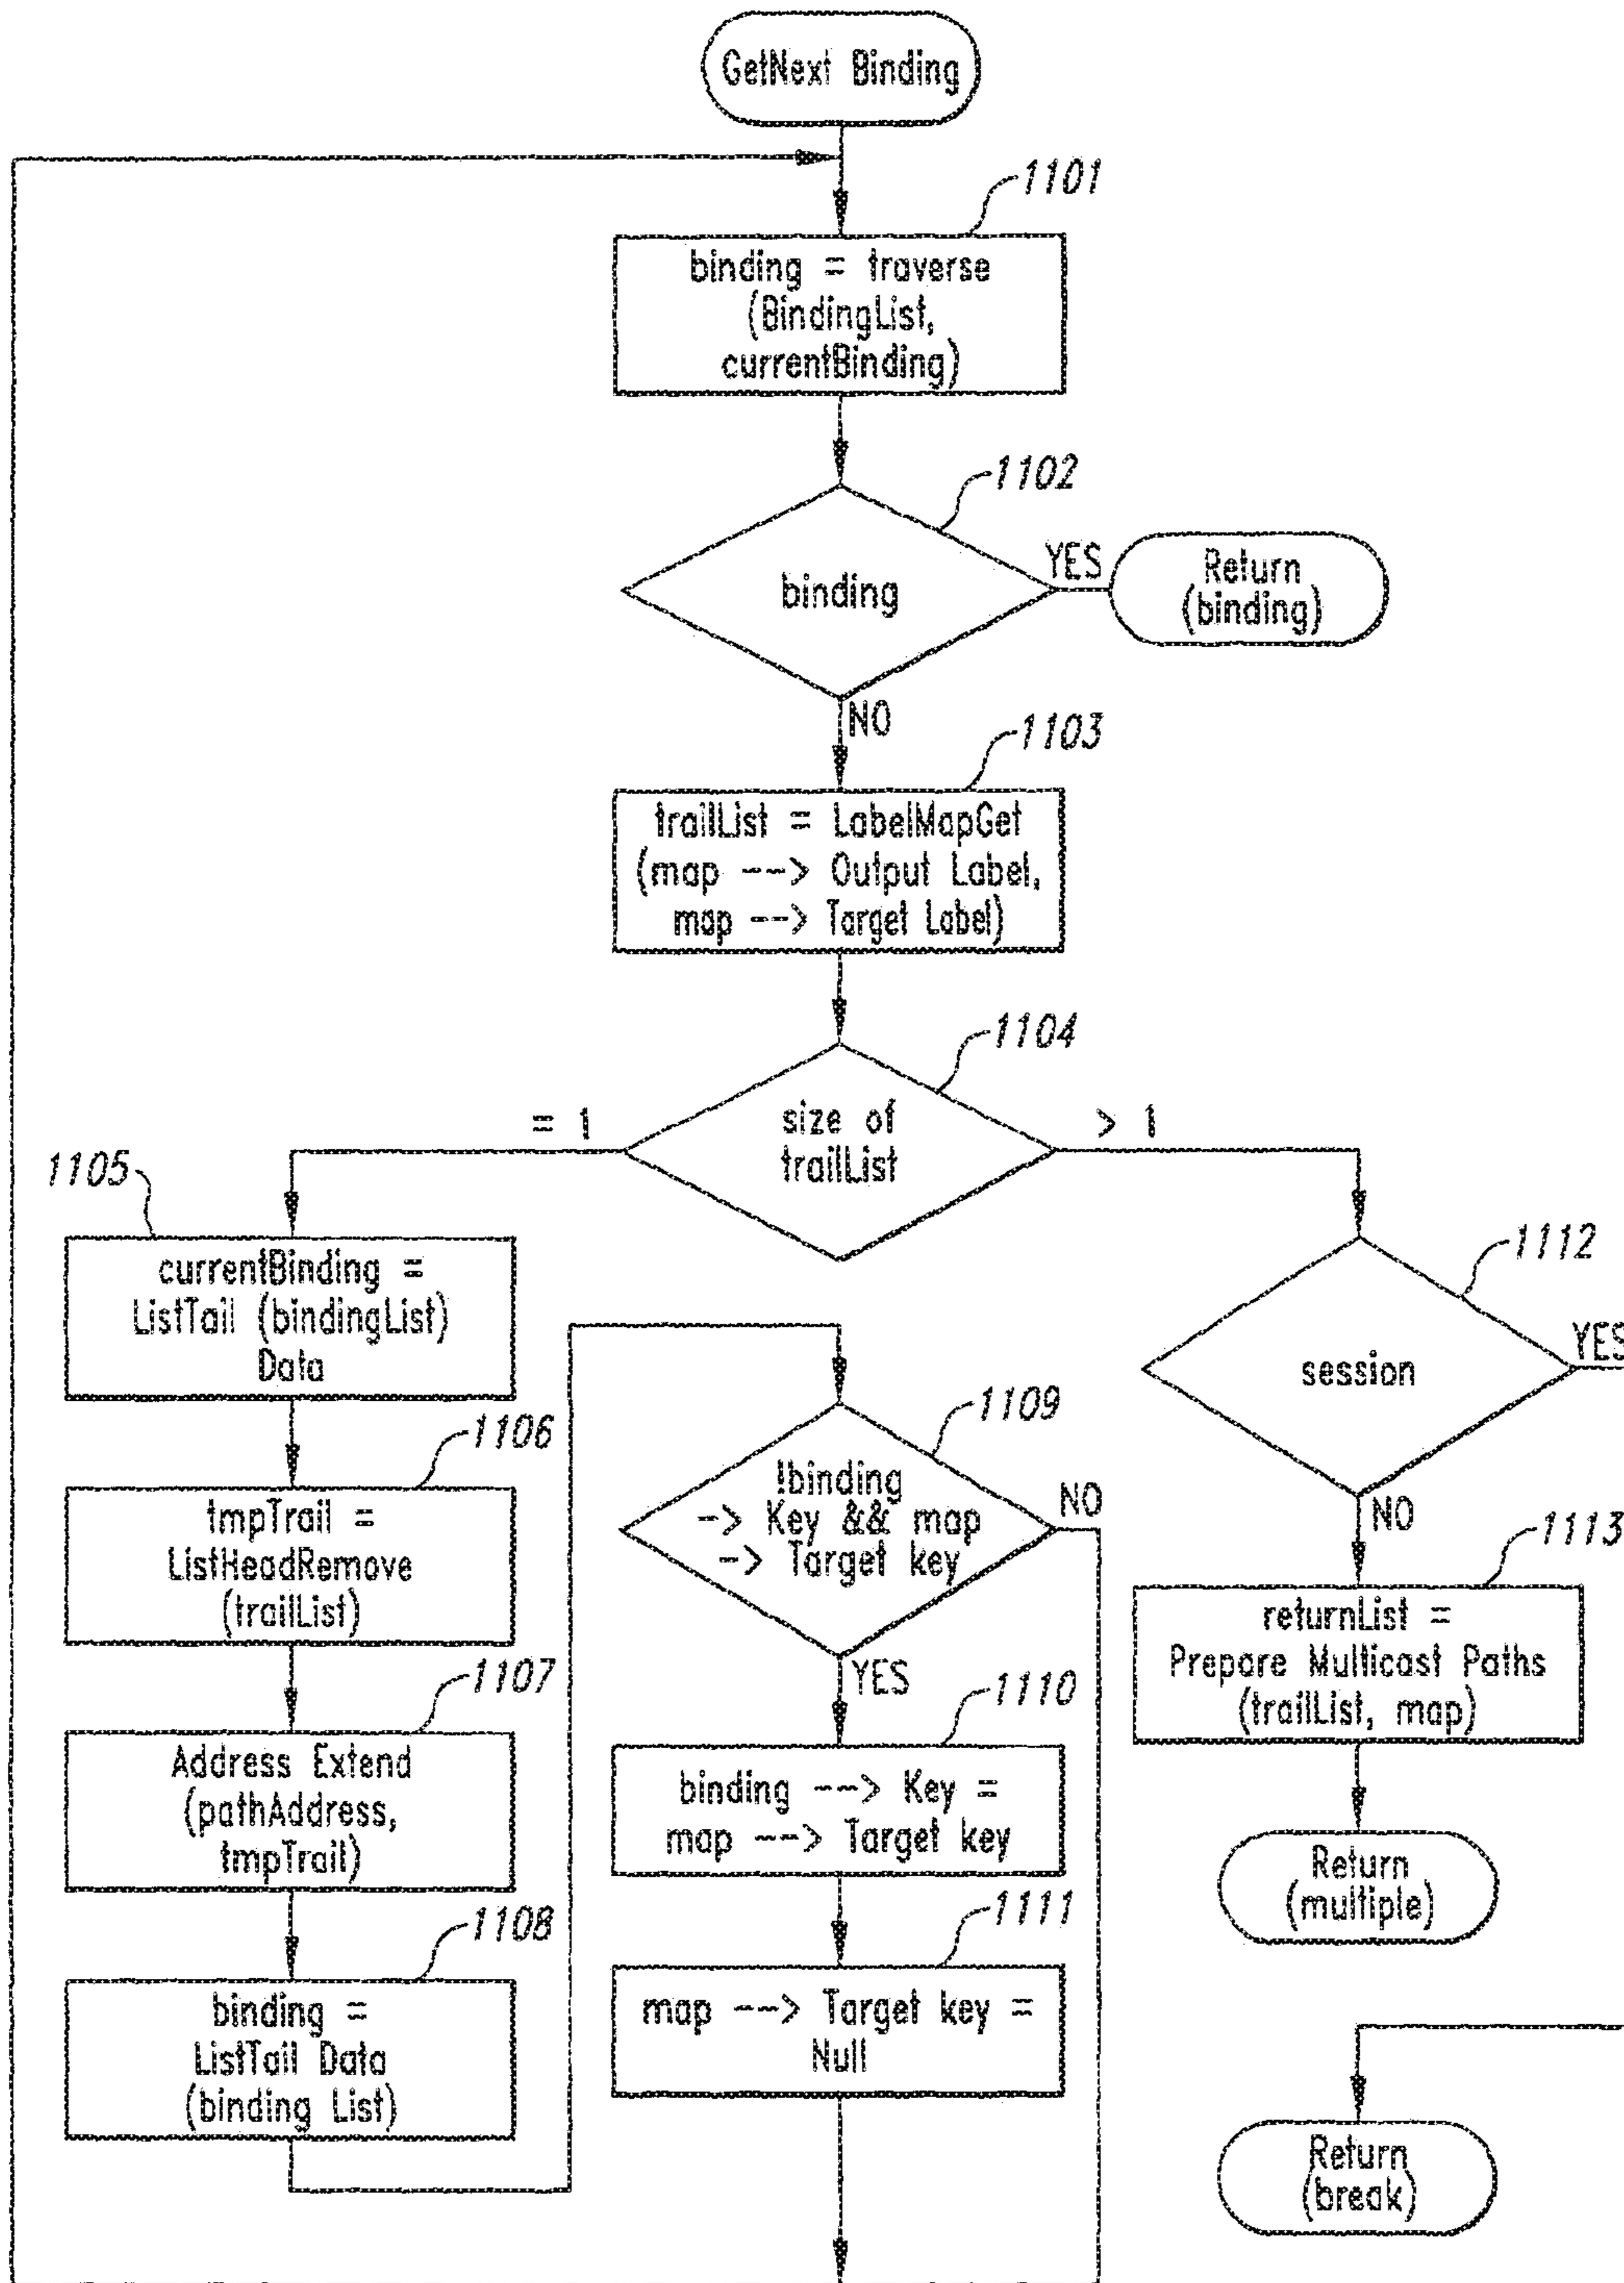 GetNext Binding
1101
binding = traverse
(BindingList,
currentBinding)
1102
binding
YES
Return
(binding)
NO
1103
trailList = LabelMapGet
(map --> Output Label,
map --> Target Label)
1104
size of
trailList
= 1
> 1
1105
currentBinding =
ListTail (bindingList)
Data
1106
tmpTrail =
ListHeadRemove
(trailList)
1107
Address Extend
(pathAddress,
tmpTrail)
1108
binding =
ListTail Data
(binding List)
1109
!binding
-> Key && map
-> Target key
NO
YES
1110
binding --> Key =
map --> Target key
1111
map --> Target key =
Null
1112
session
YES
NO
1113
returnList =
Prepare Multicast Paths
(trailList, map)
Return
(multiple)
Return
(break)